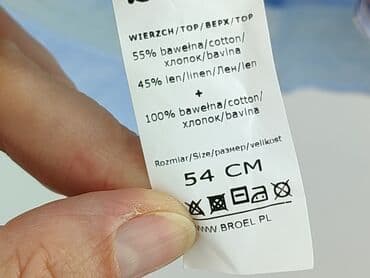 WIERZCH/TOP/ВЕРХ/TOP
55% bawełna/cotton/
хлопок/bavlna
45% len/linen/Лен/len
+
100% bawełna/cotton/
хлопок/bavlna
Rozmiar/Size/размер/velikost
54 CM
WWW.BROEL.PL